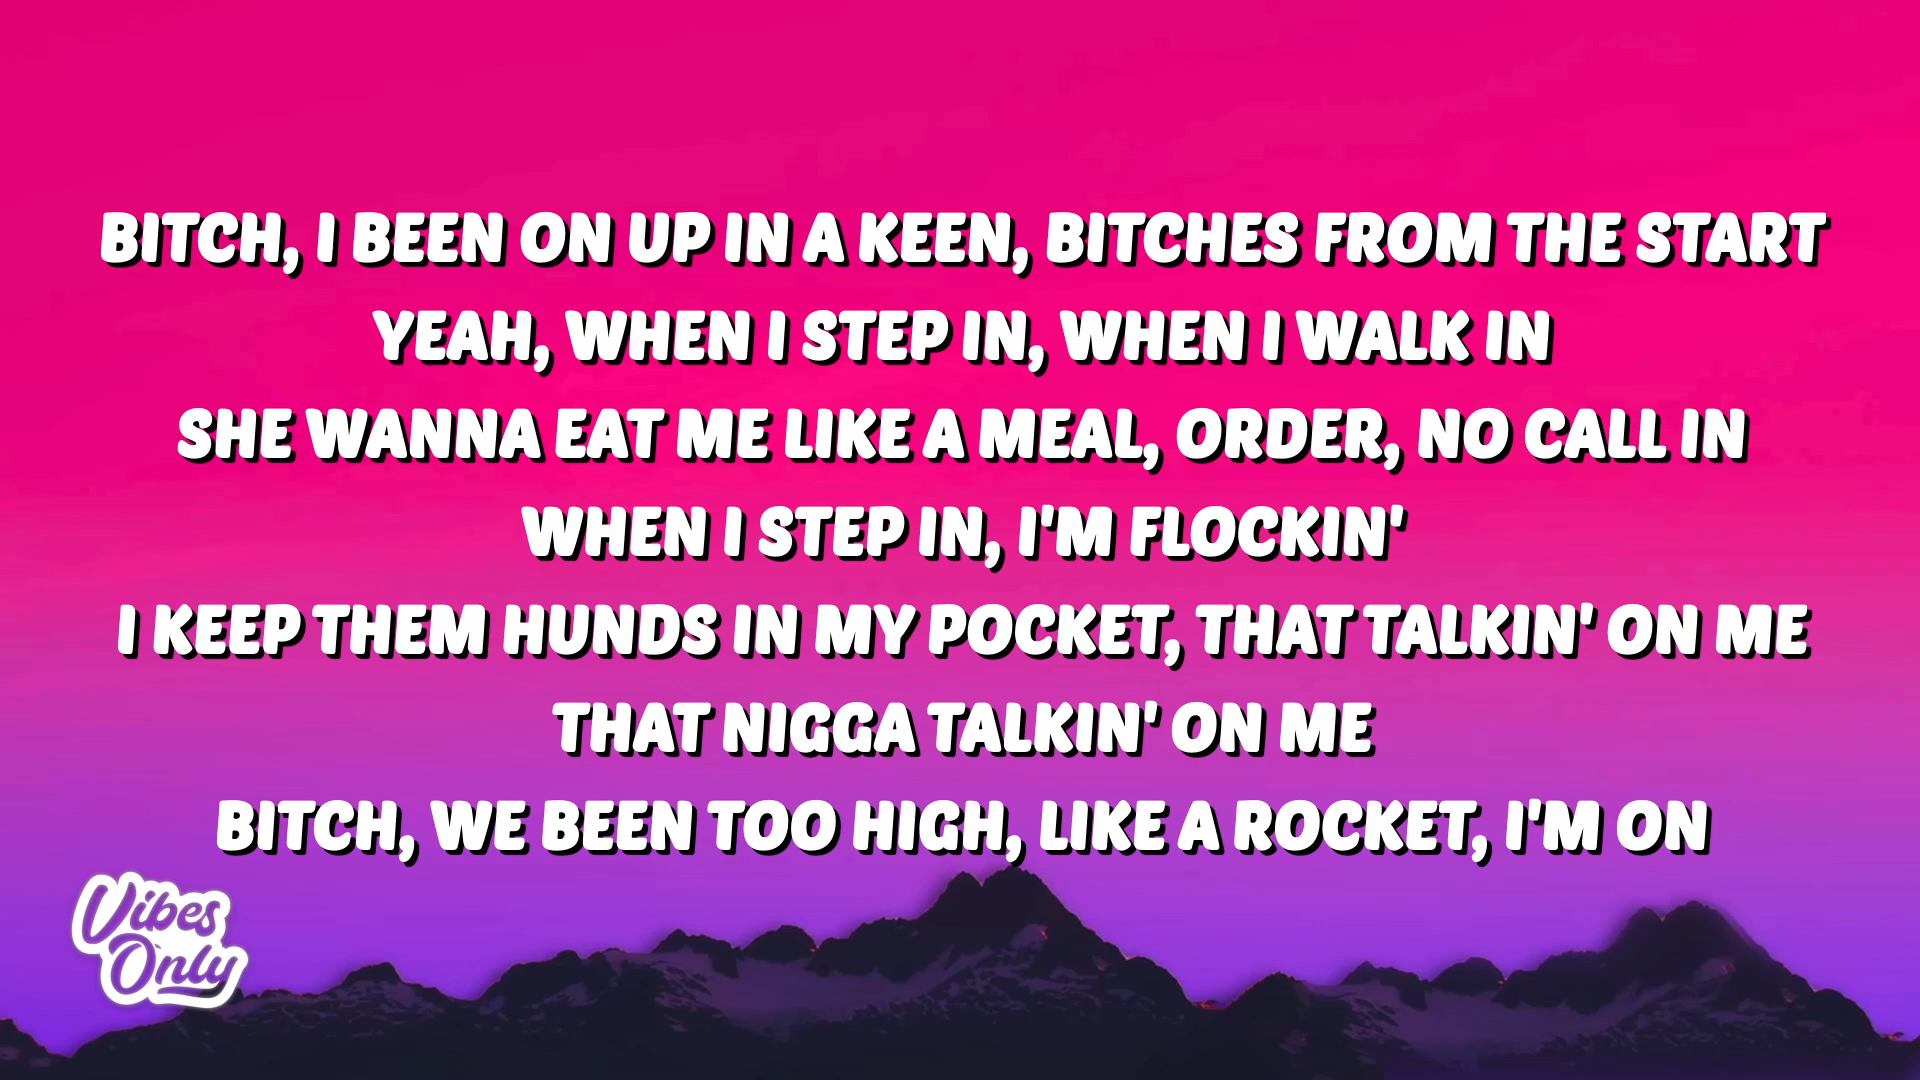 BITCH, I BEEN ON UP IN A KEEN, BITCHES FROM THE START
YEAH, WHEN I STEP IN, WHEN I WALK IN
SHE WANNA EAT ME LIKE A MEAL, ORDER, NO CALL IN
WHEN I STEP IN, I'M FLOCKIN'
I KEEP THEM HUNDS IN MY POCKET, THAT TALKIN' ON ME
THAT NIGGA TALKIN' ON ME
BITCH, WE BEEN TOO HIGH, LIKE A ROCKET, I'M ON
Vibes
Only